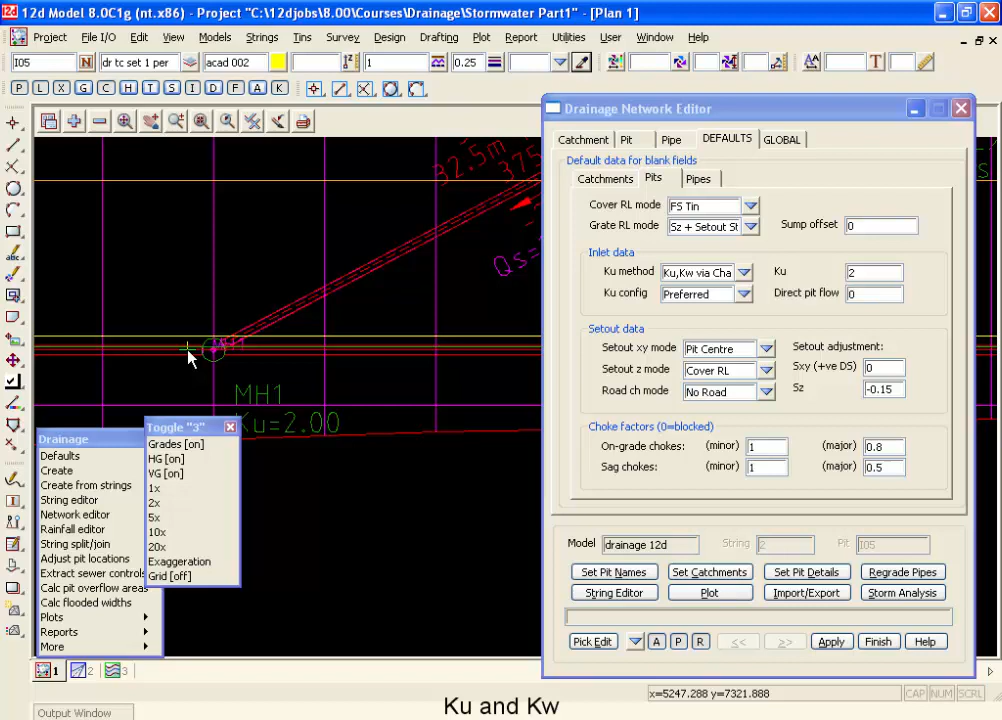 12d Model 8.0C1g (nt.x86) - Project "C:\12djobs\8.00\Courses\Drainage\Stormwater Part1" - [Plan 1]
Project File I/O Edit View Models Strings Tins Survey Design Drafting Plot Report Utilities User Window Help
I05 N dr tc set 1 per acad 002 1 0.25 T
P L X G C H T S I D F A K
Drainage Network Editor
Catchment Pit Pipe DEFAULTS GLOBAL
Default data for blank fields
Catchments Pits Pipes
Cover RL mode FS Tin
Grate RL mode Sz + Setout St Sump offset 0
Inlet data
Ku method Ku,Kw via Cha Ku 2
Ku config Preferred Direct pit flow 0
Setout data
Setout xy mode Pit Centre Setout adjustment:
Setout z mode Cover RL Sxy (+ve DS) 0
Road ch mode No Road Sz -0.15
Choke factors (0=blocked)
On-grade chokes: (minor) 1 (major) 0.8
Sag chokes: (minor) 1 (major) 0.5
Model drainage 12d String 2 Pit I05
Set Pit Names Set Catchments Set Pit Details Regrade Pipes
String Editor Plot Import/Export Storm Analysis
Pick Edit A P R << >> Apply Finish Help
32.5m
375
Qs=
MH1
MH1
Ku=2.00
Drainage
Defaults
Create
Create from strings
String editor
Network editor
Rainfall editor
String split/join
Adjust pit locations
Extract sewer controls
Calc pit overflow areas
Calc flooded widths
Plots
Reports
More
Toggle "3"
Grades [on]
HG [on]
VG [on]
1x
2x
5x
10x
20x
Exaggeration
Grid [off]
1 2 3
x=5247.288 y=7321.888 CAP NUM SCRL
Output Window
Ku and Kw